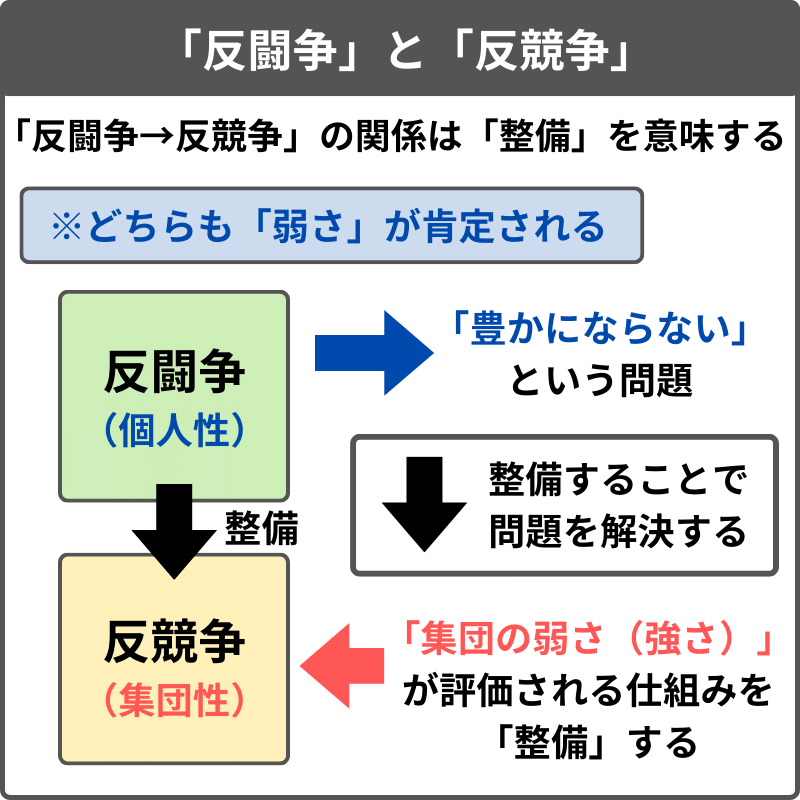 「反闘争」と「反競争」
「反闘争→反競争」の関係は「整備」を意味する
※どちらも「弱さ」が肯定される
反闘争
（個人性）
「豊かにならない」
という問題
整備することで
問題を解決する
整備
反競争
（集団性）
「集団の弱さ（強さ）」
が評価される仕組みを
「整備」する